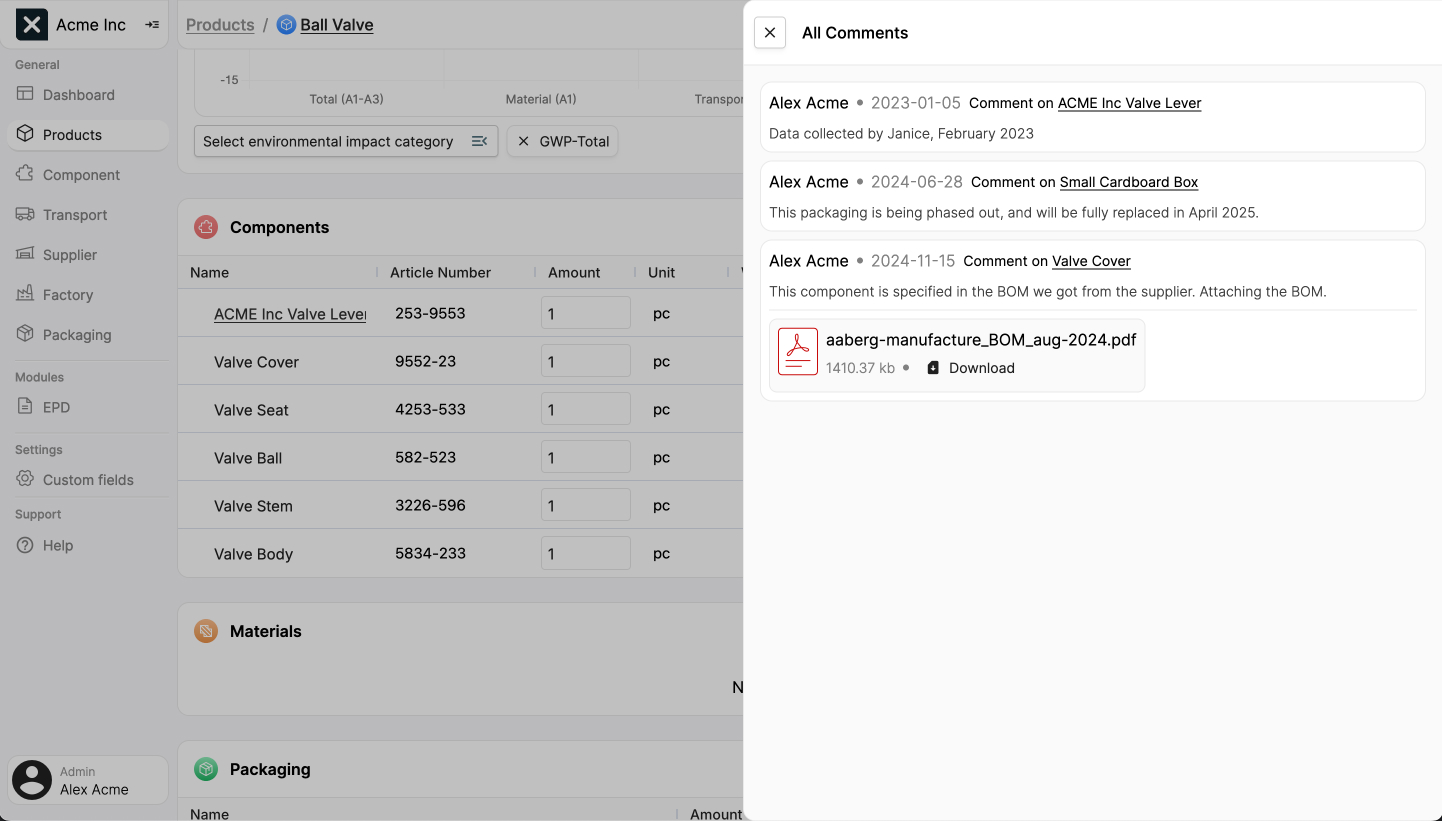 Acme Inc
General
Dashboard
Products
Component
Transport
Supplier
Factory
Packaging
Modules
EPD
Settings
Custom fields
Support
Help
Admin
Alex Acme
Products / Ball Valve
-15
Total (A1-A3) Material (A1)
Select environmental impact category GWP-Total
Components
Name Article Number Amount Unit
ACME Inc Valve Lever 253-9553 1 pc
Valve Cover 9552-23 1 pc
Valve Seat 4253-533 1 pc
Valve Ball 582-523 1 pc
Valve Stem 3226-596 1 pc
Valve Body 5834-233 1 pc
Materials
Packaging
Name Amount
All Comments
Alex Acme • 2023-01-05 Comment on ACME Inc Valve Lever
Data collected by Janice, February 2023
Alex Acme • 2024-06-28 Comment on Small Cardboard Box
This packaging is being phased out, and will be fully replaced in April 2025.
Alex Acme • 2024-11-15 Comment on Valve Cover
This component is specified in the BOM we got from the supplier. Attaching the BOM.
aaberg-manufacture_BOM_aug-2024.pdf
1410.37 kb • Download